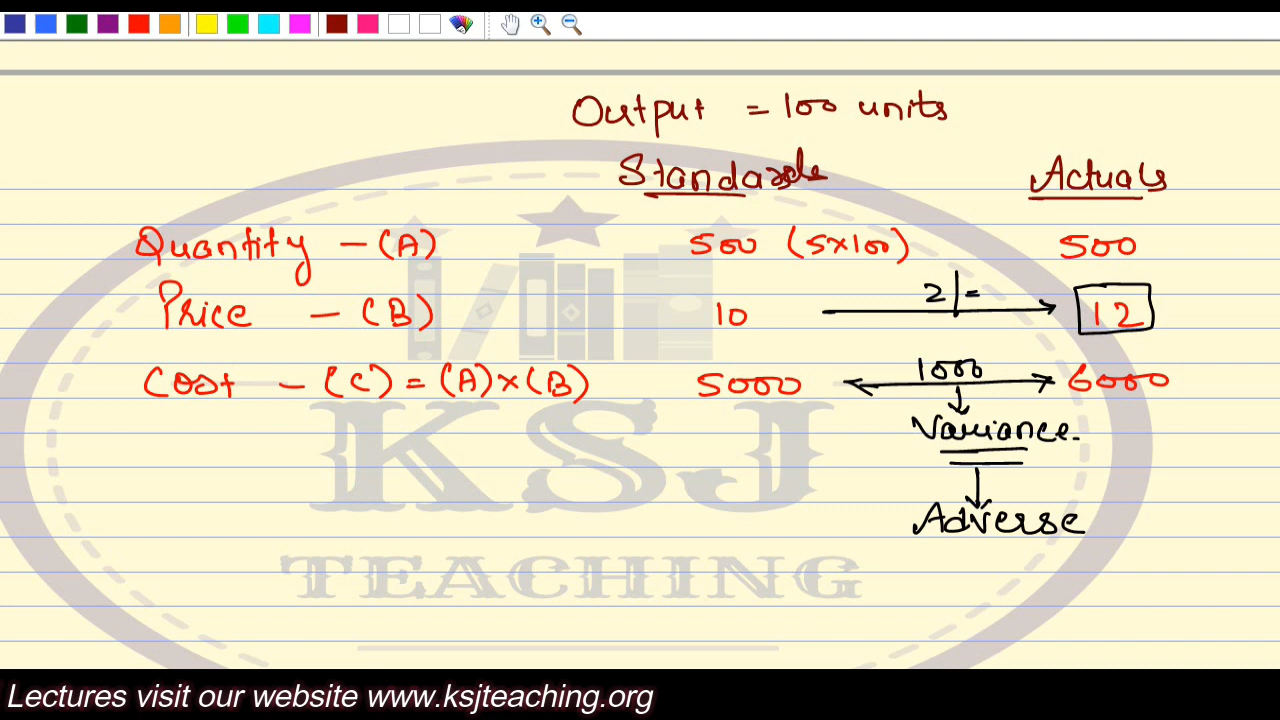 Output = 100 units
Standards Actuals
Quantity - (A) 500 (5x100) 500
Price - (B) 10 2/= 12
Cost - (C) = (A)x(B) 5000 1000 6000
Variance.
Adverse
KSJ
TEACHING
Lectures visit our website www.ksjteaching.org